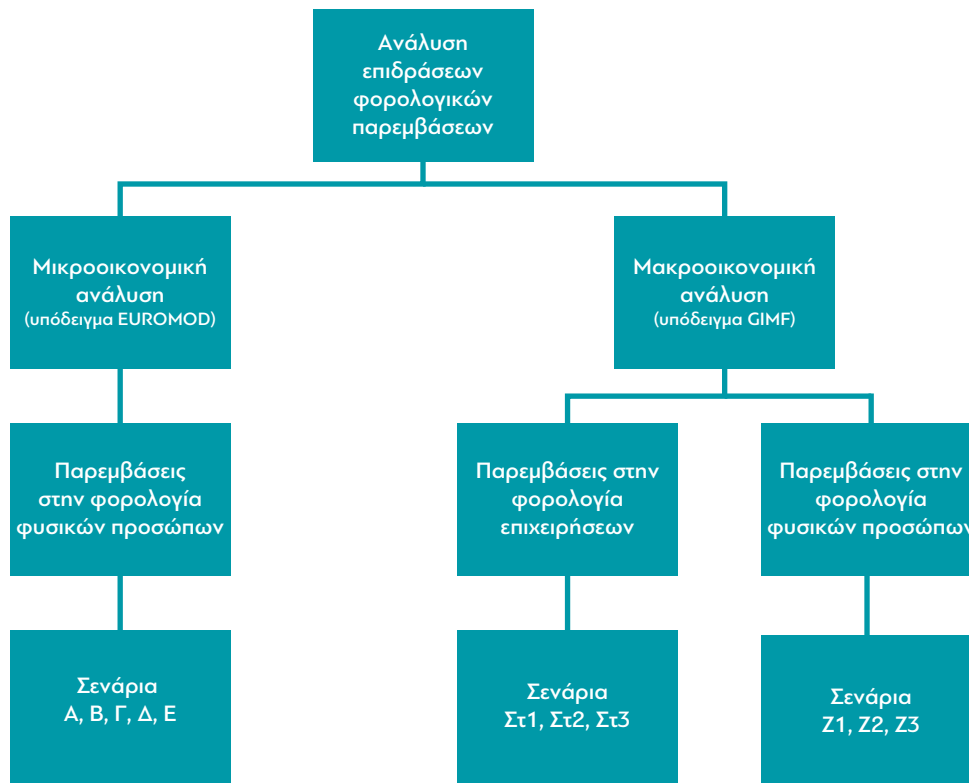 Ανάλυση
επιδράσεων
φορολογικών
παρεμβάσεων
Μικροοικονομική
ανάλυση
(υπόδειγμα EUROMOD)
Μακροοικονομική
ανάλυση
(υπόδειγμα GIMF)
Παρεμβάσεις
στην φορολογία
φυσικών προσώπων
Παρεμβάσεις στην
φορολογία
επιχειρήσεων
Παρεμβάσεις στην
φορολογία
φυσικών προσώπων
Σενάρια
Α, Β, Γ, Δ, Ε
Σενάρια
Στ1, Στ2, Στ3
Σενάρια
Ζ1, Ζ2, Ζ3